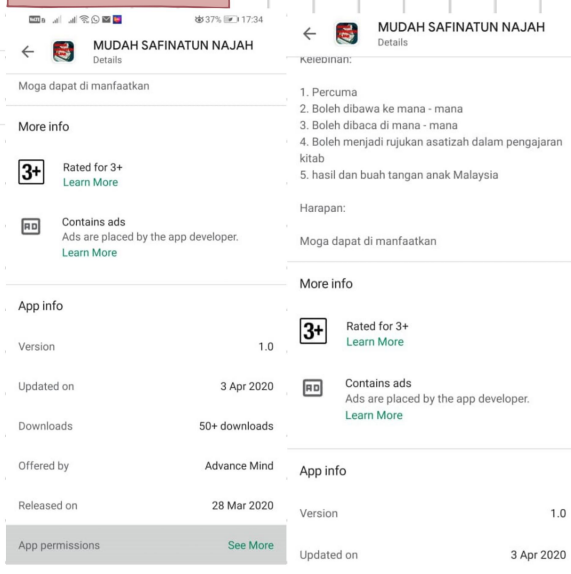 37% 17:34
MUDAH SAFINATUN NAJAH
Details
Moga dapat di manfaatkan
More info
3+
Rated for 3+
Learn More
AD
Contains ads
Ads are placed by the app developer.
Learn More
App info
Version 1.0
Updated on 3 Apr 2020
Downloads 50+ downloads
Offered by Advance Mind
Released on 28 Mar 2020
App permissions See More
MUDAH SAFINATUN NAJAH
Details
Kelebihan:
1. Percuma
2. Boleh dibawa ke mana - mana
3. Boleh dibaca di mana - mana
4. Boleh menjadi rujukan asatizah dalam pengajaran
kitab
5. hasil dan buah tangan anak Malaysia
Harapan:
Moga dapat di manfaatkan
More info
3+
Rated for 3+
Learn More
AD
Contains ads
Ads are placed by the app developer.
Learn More
App info
Version 1.0
Updated on 3 Apr 2020